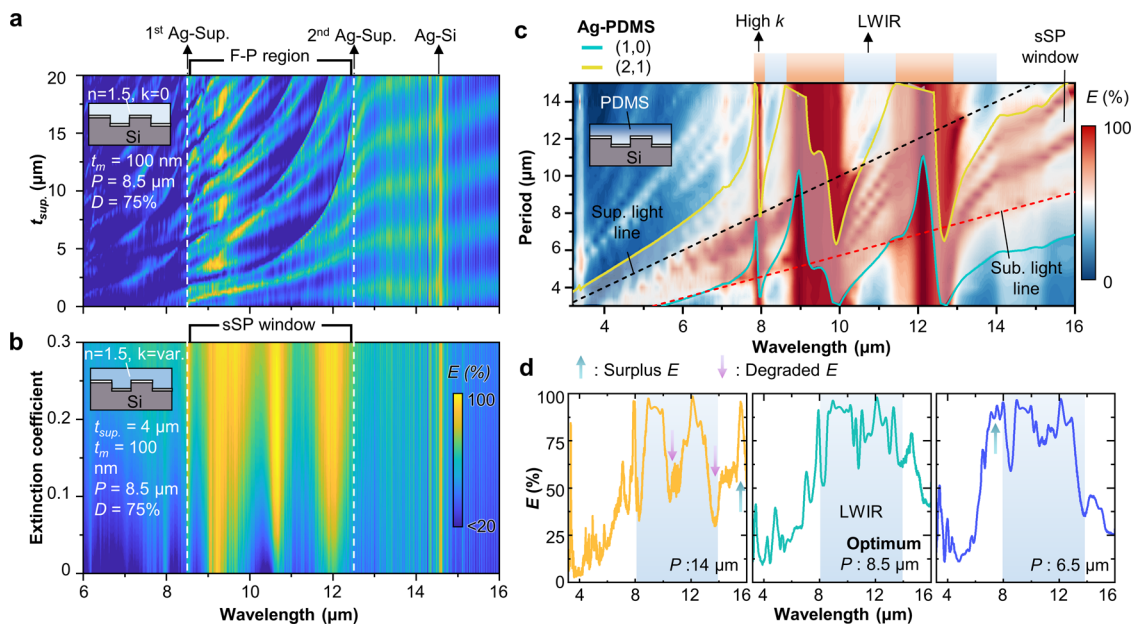 a
1st Ag-Sup.
2nd Ag-Sup.
Ag-Si
F-P region
20
15
10
5
0
tsup. (μm)
n=1.5, k=0
Si
tm = 100 nm
P = 8.5 μm
D = 75%
b
sSP window
0.3
0.2
0.1
0
Extinction coefficient
n=1.5, k=var.
Si
tsup. = 4 μm
tm = 100
nm
P = 8.5 μm
D = 75%
E (%)
100
<20
6
8
10
12
14
16
Wavelength (μm)
c
Ag-PDMS
(1,0)
(2,1)
High k
LWIR
sSP
window
14
12
10
8
6
4
Period (μm)
PDMS
Si
Sup. light
line
Sub. light
line
E (%)
100
0
4
6
8
10
12
14
16
Wavelength (μm)
d
: Surplus E
: Degraded E
100
75
50
25
0
E (%)
P :14 μm
LWIR
Optimum
P : 8.5 μm
P : 6.5 μm
4
8
12
16
4
8
12
16
4
8
12
16
Wavelength (μm)